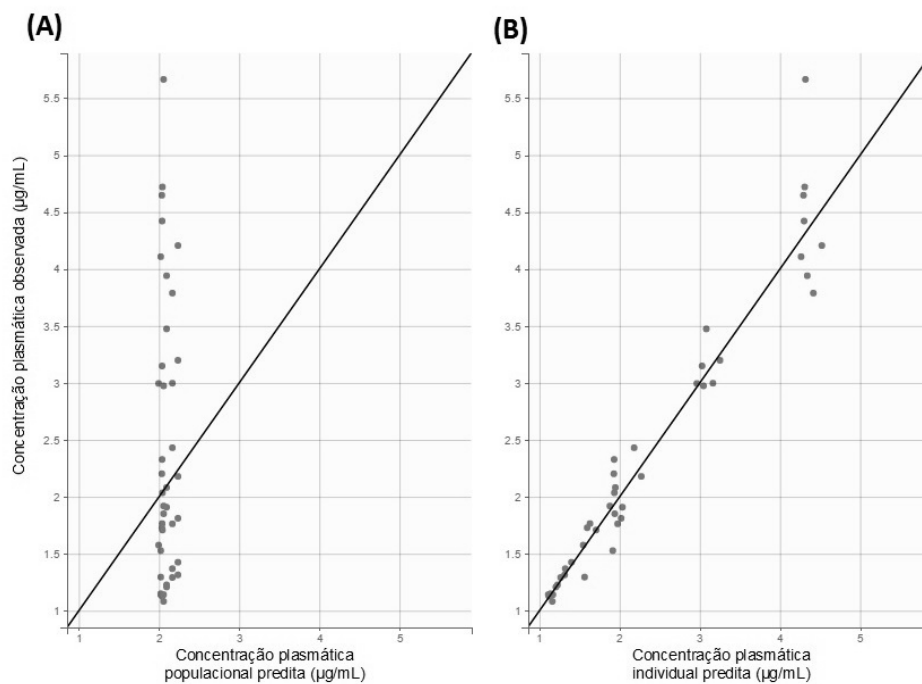 (A)
(B)
Concentração plasmática observada (µg/mL)
5.5
5
4.5
4
3.5
3
2.5
2
1.5
1
1 2 3 4 5
Concentração plasmática
populacional predita (µg/mL)
5.5
5
4.5
4
3.5
3
2.5
2
1.5
1
1 2 3 4 5
Concentração plasmática
individual predita (µg/mL)